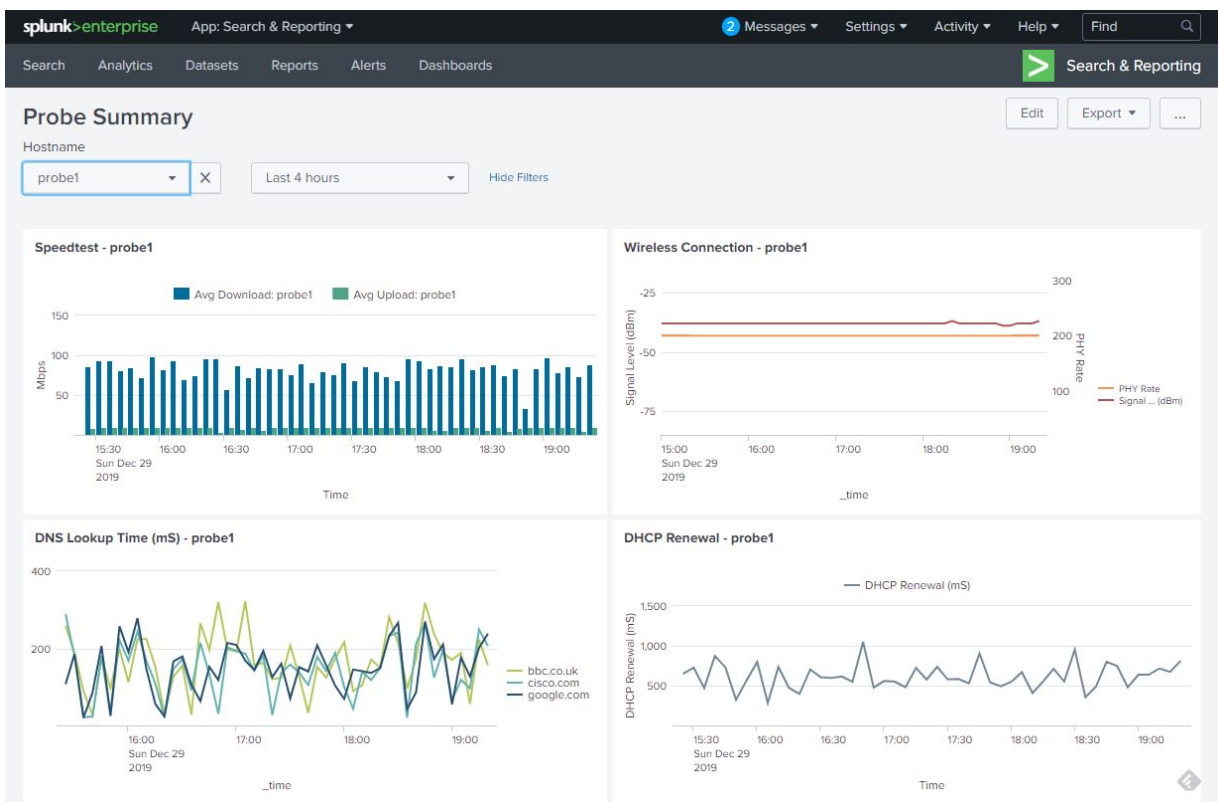 splunk>enterprise App: Search & Reporting ▾ 2 Messages ▾ Settings ▾ Activity ▾ Help ▾ Find
Search Analytics Datasets Reports Alerts Dashboards > Search & Reporting
Probe Summary Edit Export ▾ ...
Hostname
probe1 ▾ X Last 4 hours ▾ Hide Filters
Speedtest - probe1
Avg Download: probe1 Avg Upload: probe1
150
100
50
Mbps
15:30 16:00 16:30 17:00 17:30 18:00 18:30 19:00
Sun Dec 29
2019
Time
Wireless Connection - probe1
-25
-50
-75
Signal Level (dBm)
300
200
100
PHY Rate
PHY Rate
Signal ... (dBm)
15:00 16:00 17:00 18:00 19:00
Sun Dec 29
2019
_time
DNS Lookup Time (mS) - probe1
400
200
bbc.co.uk
cisco.com
google.com
16:00 17:00 18:00 19:00
Sun Dec 29
2019
_time
DHCP Renewal - probe1
DHCP Renewal (mS)
1,500
1,000
500
DHCP Renewal (mS)
15:30 16:00 16:30 17:00 17:30 18:00 18:30 19:00
Sun Dec 29
2019
Time